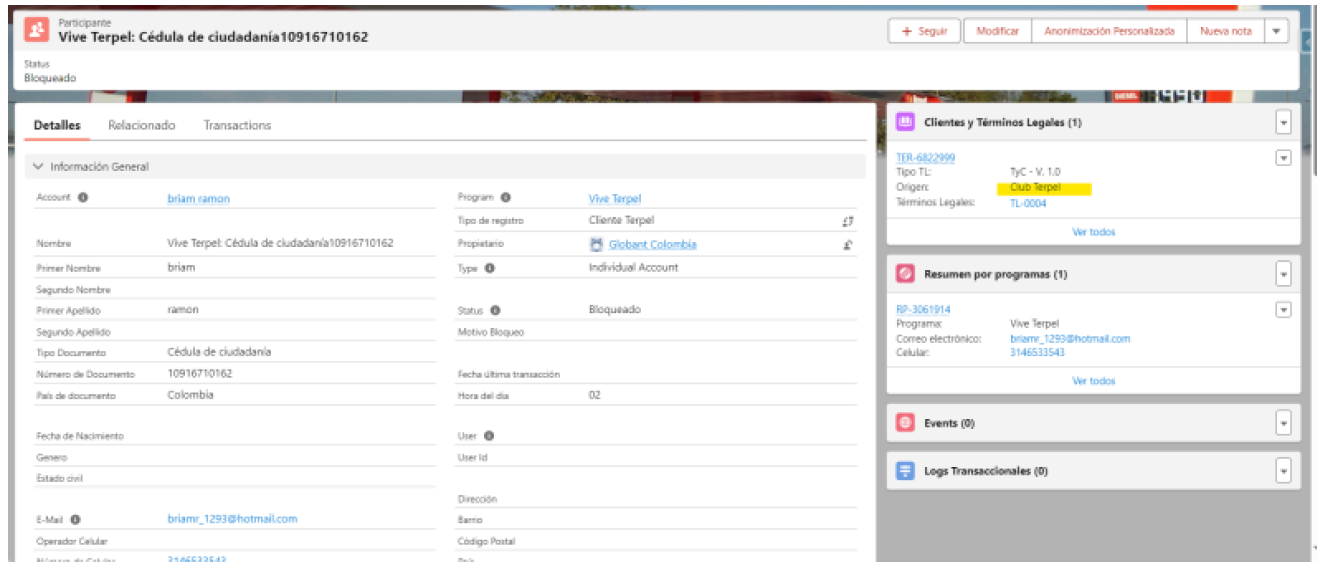 Participante
Vive Terpel: Cédula de ciudadanía10916710162
+ Seguir
Modificar
Anonimización Personalizada
Nueva nota
Status
Bloqueado
DIESEL
Detalles
Relacionado
Transactions
Información General
Account
briam ramon
Nombre
Vive Terpel: Cédula de ciudadanía10916710162
Primer Nombre
briam
Segundo Nombre
Primer Apellido
ramon
Segundo Apellido
Tipo Documento
Cédula de ciudadanía
Número de Documento
10916710162
País de documento
Colombia
Fecha de Nacimiento
Genero
Estado civil
E-Mail
briamr_1293@hotmail.com
Operador Celular
Número de Celular
3146533543
Program
Vive Terpel
Tipo de registro
Cliente Terpel
Propietario
Globant Colombia
Type
Individual Account
Status
Bloqueado
Motivo Bloqueo
Fecha última transacción
Hora del dia
02
User
User Id
Dirección
Barrio
Código Postal
País
Clientes y Términos Legales (1)
TER-6822999
Tipo TL:
TyC - V. 1.0
Origen:
Club Terpel
Términos Legales:
TL-0004
Ver todos
Resumen por programas (1)
RP-3061914
Programa:
Vive Terpel
Correo electrónico:
briamr_1293@hotmail.com
Celular:
3146533543
Ver todos
Events (0)
Logs Transaccionales (0)